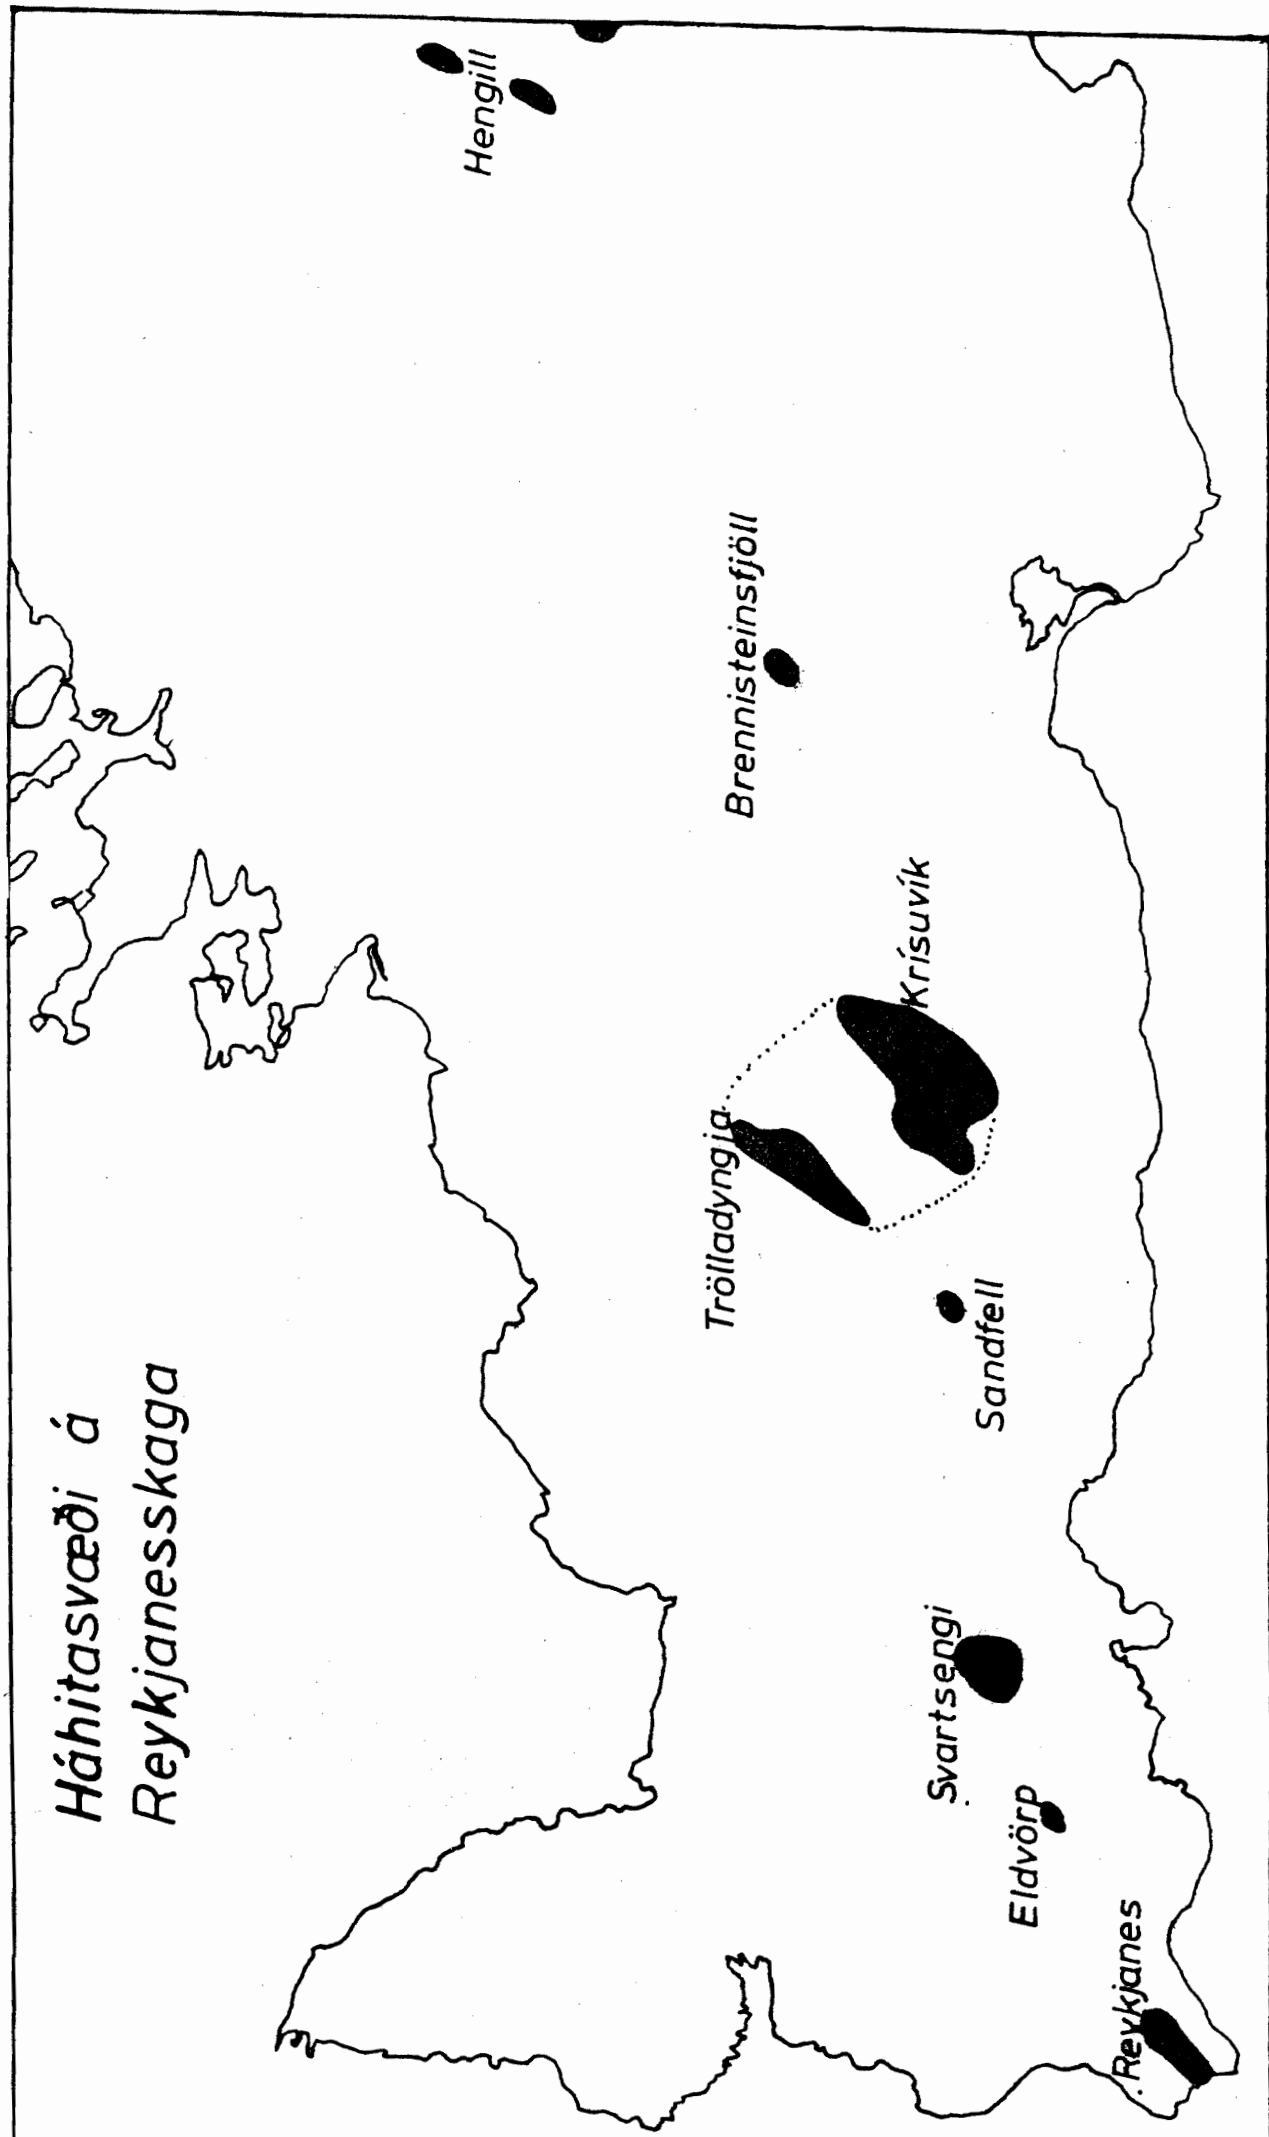 Háhitasvæði á
Reykjanesskaga
Hengill
Brennisteinsfjöll
Krísuvík
Trölladyngja
Sandfell
Svartsengi
Eldvörp
Reykjanes